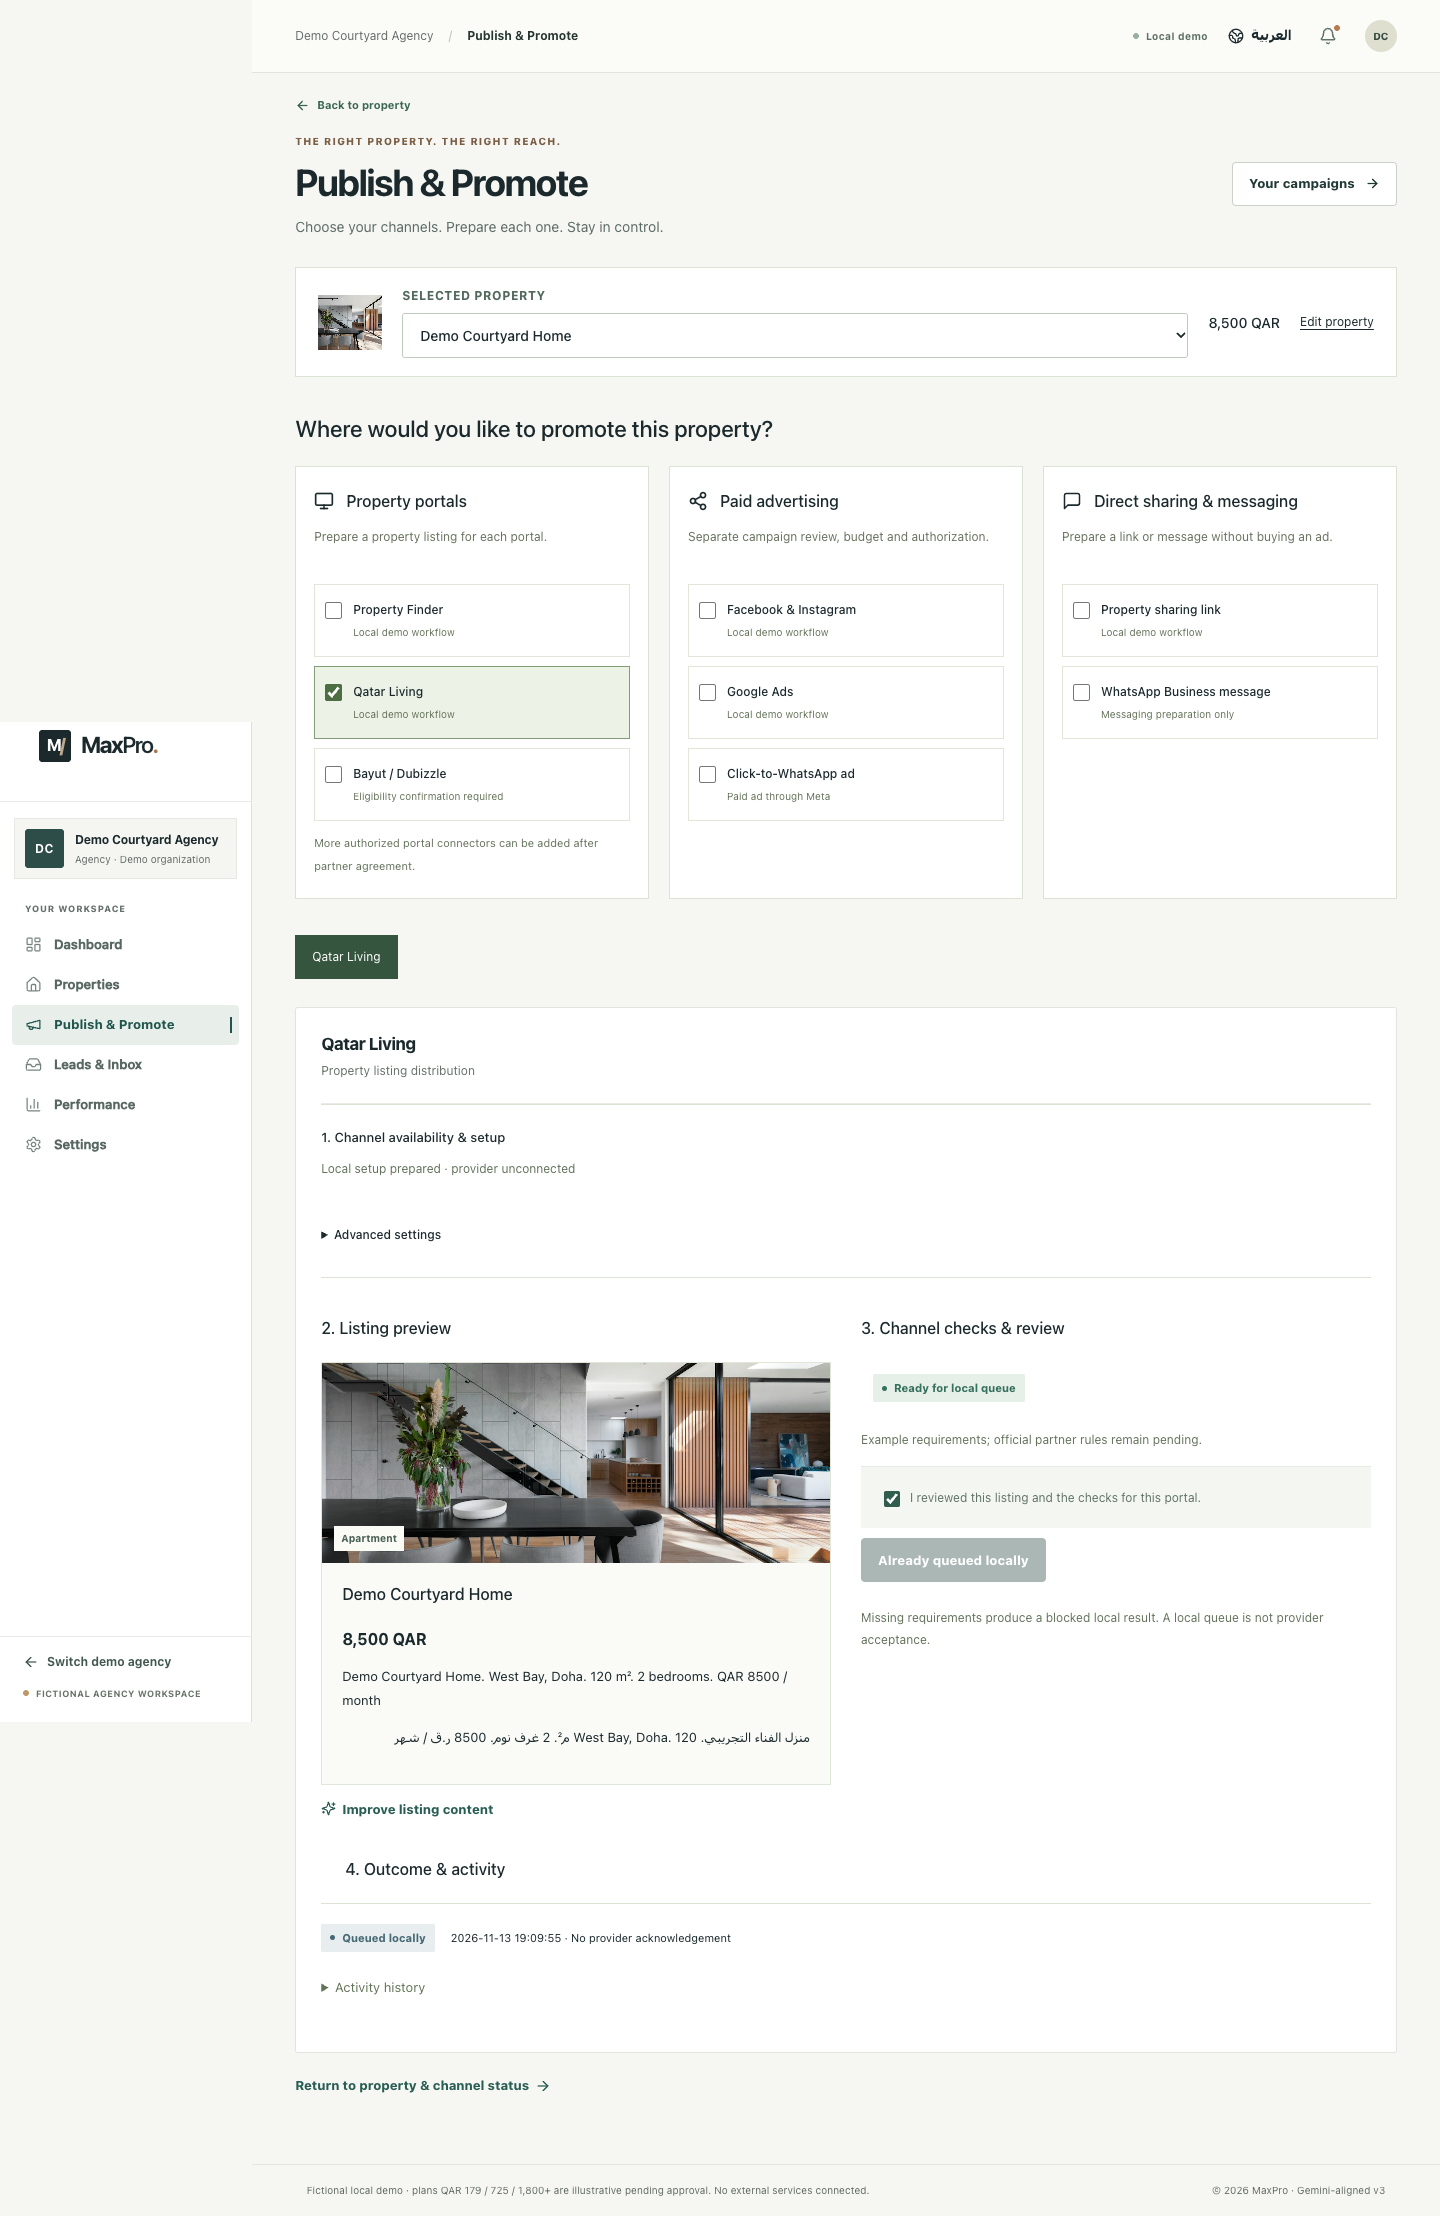 Demo Courtyard Agency / Publish & Promote
Local demo
العربية
DC
Back to property
THE RIGHT PROPERTY. THE RIGHT REACH.
Publish & Promote
Your campaigns
Choose your channels. Prepare each one. Stay in control.
SELECTED PROPERTY
Demo Courtyard Home
8,500 QAR
Edit property
Where would you like to promote this property?
Property portals
Prepare a property listing for each portal.
Property Finder
Local demo workflow
Qatar Living
Local demo workflow
Bayut / Dubizzle
Eligibility confirmation required
More authorized portal connectors can be added after
partner agreement.
Paid advertising
Separate campaign review, budget and authorization.
Facebook & Instagram
Local demo workflow
Google Ads
Local demo workflow
Click-to-WhatsApp ad
Paid ad through Meta
Direct sharing & messaging
Prepare a link or message without buying an ad.
Property sharing link
Local demo workflow
WhatsApp Business message
Messaging preparation only
M/ MaxPro.
DC
Demo Courtyard Agency
Agency · Demo organization
YOUR WORKSPACE
Dashboard
Properties
Publish & Promote
Leads & Inbox
Performance
Settings
Switch demo agency
FICTIONAL AGENCY WORKSPACE
Qatar Living
Qatar Living
Property listing distribution
1. Channel availability & setup
Local setup prepared · provider unconnected
Advanced settings
2. Listing preview
Apartment
Demo Courtyard Home
8,500 QAR
Demo Courtyard Home. West Bay, Doha. 120 m². 2 bedrooms. QAR 8500 /
month
منزل الفناء التجريبي. West Bay, Doha. 120 م². 2 غرف نوم. 8500 ر.ق / شهر
Improve listing content
3. Channel checks & review
Ready for local queue
Example requirements; official partner rules remain pending.
I reviewed this listing and the checks for this portal.
Already queued locally
Missing requirements produce a blocked local result. A local queue is not provider
acceptance.
4. Outcome & activity
Queued locally
2026-11-13 19:09:55 · No provider acknowledgement
Activity history
Return to property & channel status
Fictional local demo · plans QAR 179 / 725 / 1,800+ are illustrative pending approval. No external services connected.
© 2026 MaxPro · Gemini-aligned v3